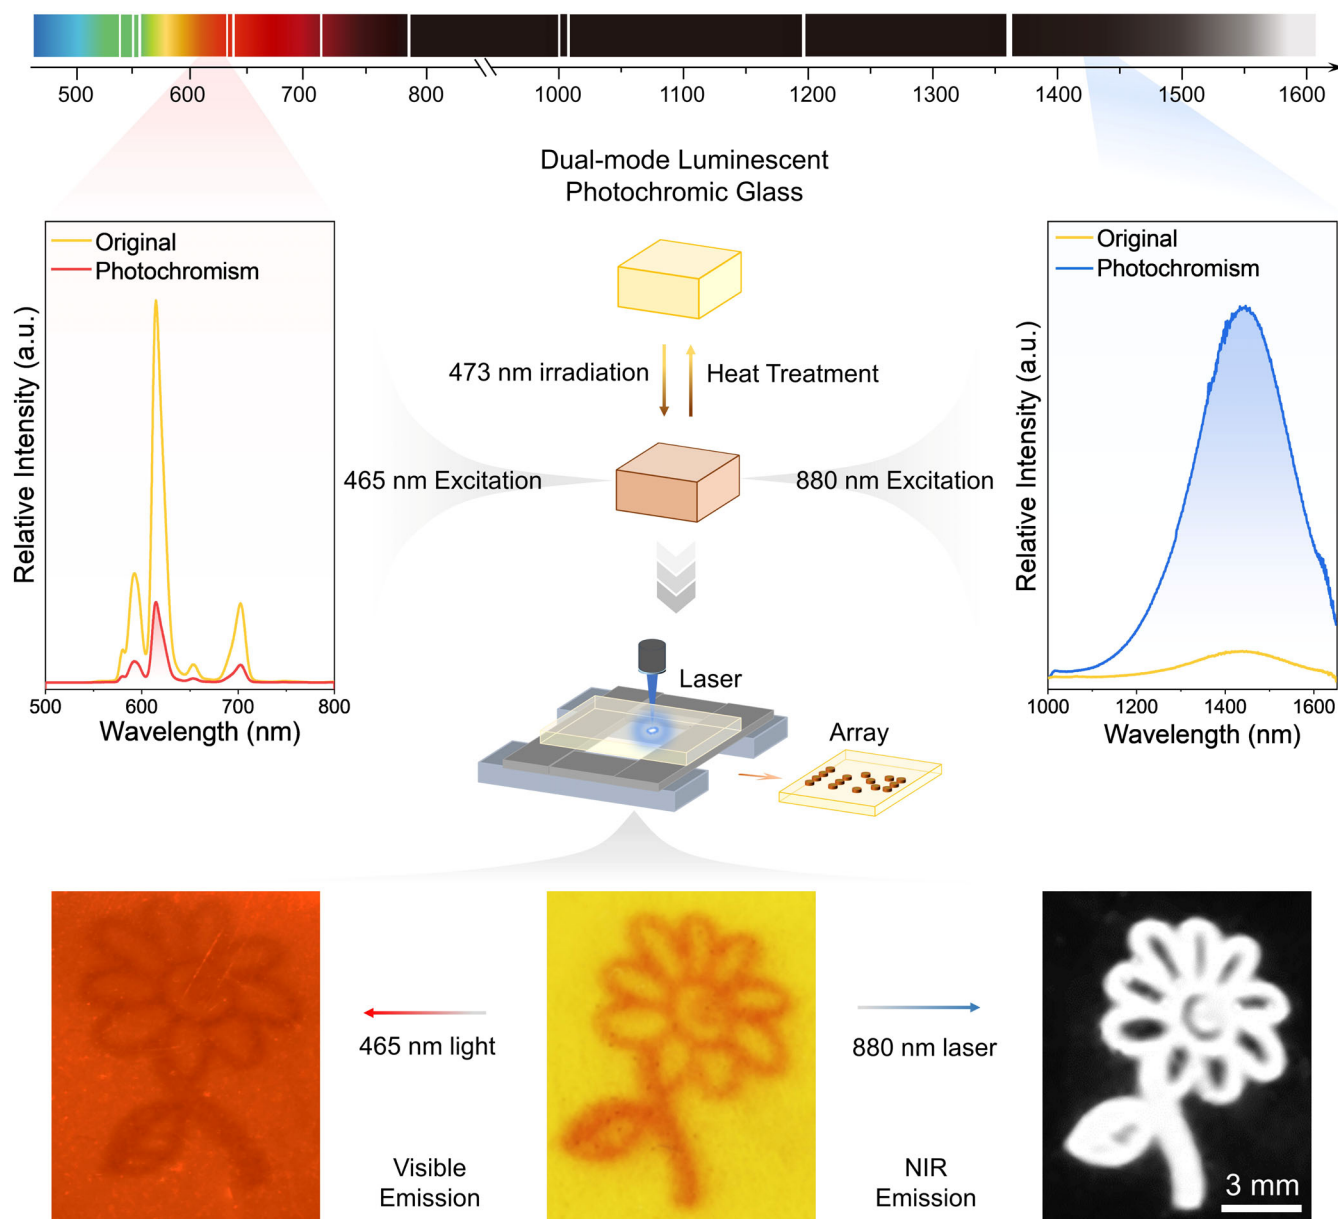 500 600 700 800 1000 1100 1200 1300 1400 1500 1600
Dual-mode Luminescent
Photochromic Glass
Original
Photochromism
Relative Intensity (a.u.)
500 600 700 800
Wavelength (nm)
473 nm irradiation
Heat Treatment
465 nm Excitation
880 nm Excitation
Original
Photochromism
Relative Intensity (a.u.)
1000 1200 1400 1600
Wavelength (nm)
Laser
Array
465 nm light
880 nm laser
Visible
Emission
NIR
Emission
3 mm